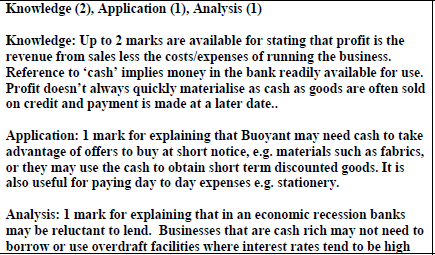 Knowledge (2), Application (1), Analysis (1)
Knowledge: Up to 2 marks are available for stating that profit is the
revenue from sales less the costs/expenses of running the business.
Reference to ‘cash’ implies money in the bank readily available for use.
Profit doesn’t always quickly materialise as cash as goods are often sold
on credit and payment is made at a later date..
Application: 1 mark for explaining that Buoyant may need cash to take
advantage of offers to buy at short notice, e.g. materials such as fabrics,
or they may use the cash to obtain short term discounted goods. It is
also useful for paying day to day expenses e.g. stationery.
Analysis: 1 mark for explaining that in an economic recession banks
may be reluctant to lend.  Businesses that are cash rich may not need to
borrow or use overdraft facilities where interest rates tend to be high